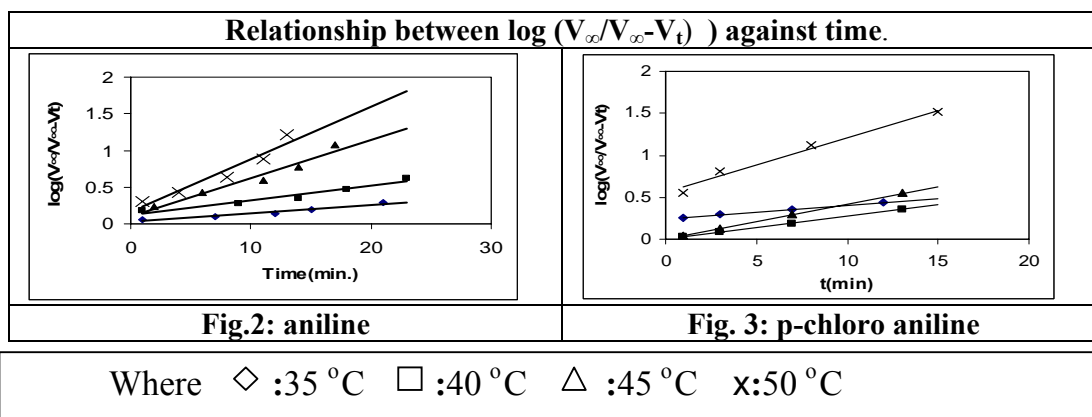 Relationship between log (V∞/V∞-Vt) ) against time.
2
1.5
1
0.5
0
0 10 20 30
log(V∞/V∞-Vt)
Time(min.)
2
1.5
1
0.5
0
0 5 10 15 20
log(V∞/V∞-Vt)
t(min)
Fig.2: aniline
Fig. 3: p-chloro aniline
Where ◇ :35 °C □ :40 °C △ :45 °C x:50 °C